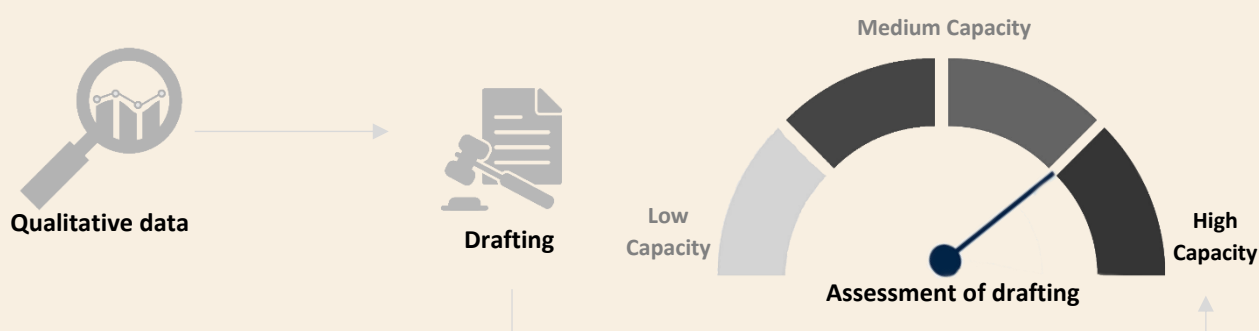 Medium Capacity
Qualitative data
Drafting
Low
Capacity
High
Capacity
Assessment of drafting